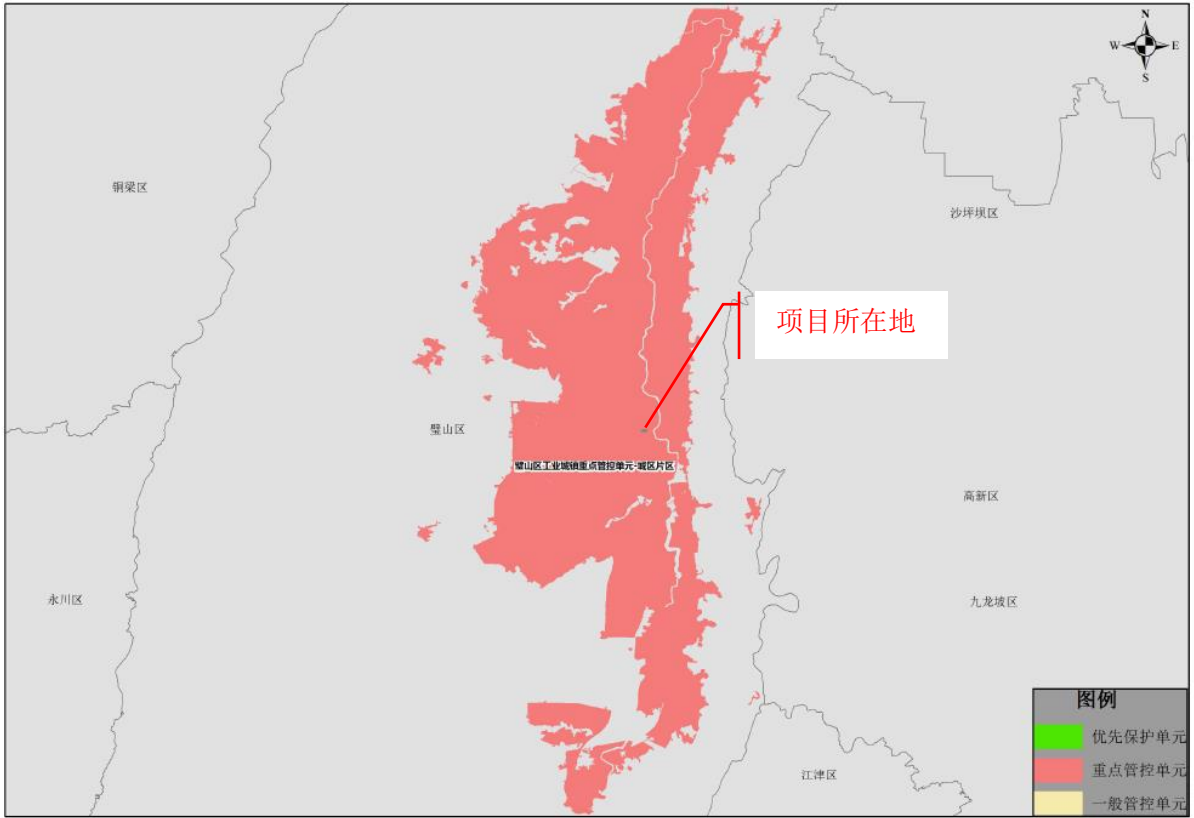 N
W
E
S
铜梁区
沙坪坝区
项目所在地
璧山区
璧山区工业城镇重点管控单元-城区片区
高新区
永川区
九龙坡区
图例
优先保护单元
重点管控单元
一般管控单元
江津区